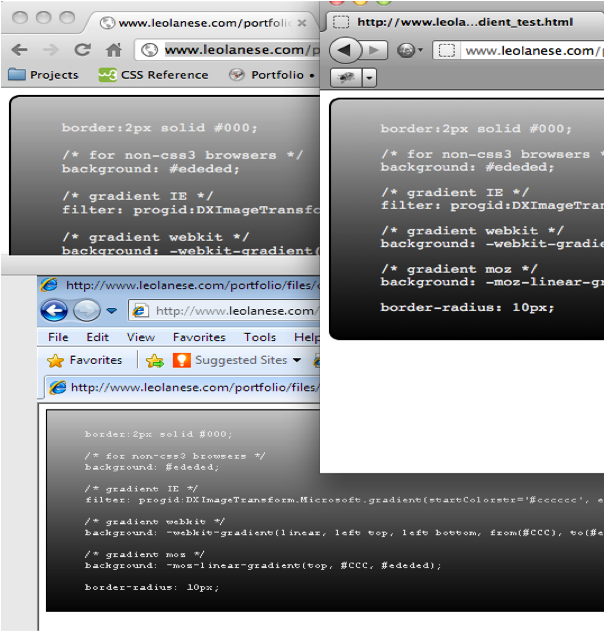 www.leolanese.com/portfolio
www.leolanese.com/p
Projects
CSS Reference
Portfolio •
border:2px solid #000;
/* for non-css3 browsers */
background: #ededed;
/* gradient IE */
filter: progid:DXImageTransfo
/* gradient webkit */
background: -webkit-gradient(
http://www.leola...dient_test.html
www.leolanese.com/
border:2px solid #000;
/* for non-css3 browsers *
background: #ededed;
/* gradient IE */
filter: progid:DXImageTran
/* gradient webkit */
background: -webkit-gradie
/* gradient moz */
background: -moz-linear-gr
border-radius: 10px;
http://www.leolanese.com/portfolio/files/
http://www.leolanese.com/
File Edit View Favorites Tools Help
Favorites
Suggested Sites
http://www.leolanese.com/portfolio/files/
border:2px solid #000;
/* for non-css3 browsers */
background: #ededed;
/* gradient IE */
filter: progid:DXImageTransform.Microsoft.gradient(startColorstr='#cccccc', e
/* gradient webkit */
background: -webkit-gradient(linear, left top, left bottom, from(#CCC), to(#e
/* gradient moz */
background: -moz-linear-gradient(top, #CCC, #ededed);
border-radius: 10px;